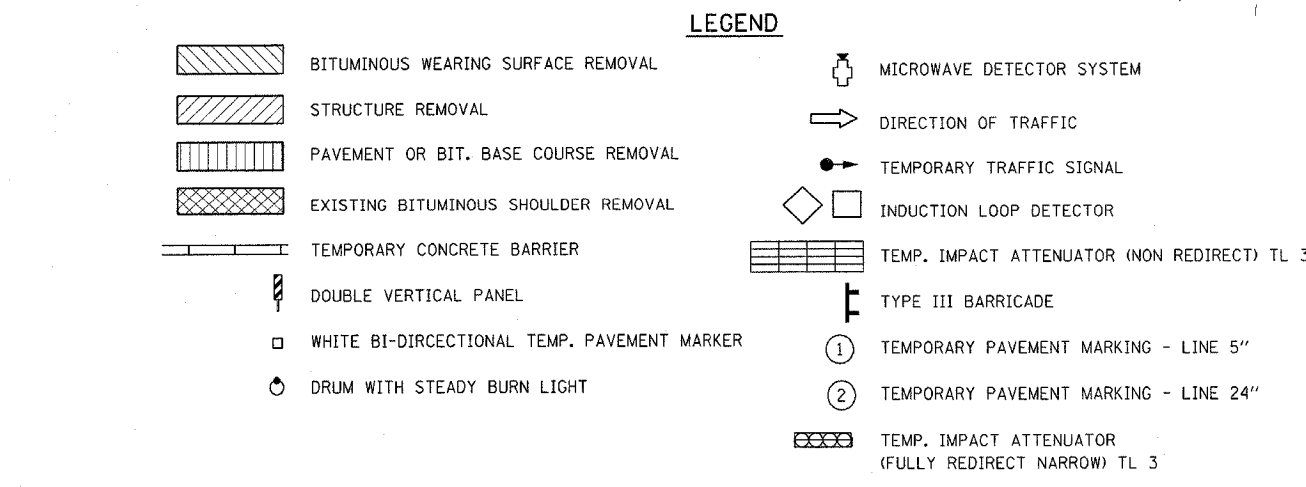 LEGEND
BITUMINOUS WEARING SURFACE REMOVAL
STRUCTURE REMOVAL
PAVEMENT OR BIT. BASE COURSE REMOVAL
EXISTING BITUMINOUS SHOULDER REMOVAL
TEMPORARY CONCRETE BARRIER
DOUBLE VERTICAL PANEL
WHITE BI-DIRCECTIONAL TEMP. PAVEMENT MARKER
DRUM WITH STEADY BURN LIGHT
MICROWAVE DETECTOR SYSTEM
DIRECTION OF TRAFFIC
TEMPORARY TRAFFIC SIGNAL
INDUCTION LOOP DETECTOR
TEMP. IMPACT ATTENUATOR (NON REDIRECT) TL 3
TYPE III BARRICADE
1 TEMPORARY PAVEMENT MARKING - LINE 5"
2 TEMPORARY PAVEMENT MARKING - LINE 24"
TEMP. IMPACT ATTENUATOR
(FULLY REDIRECT NARROW) TL 3